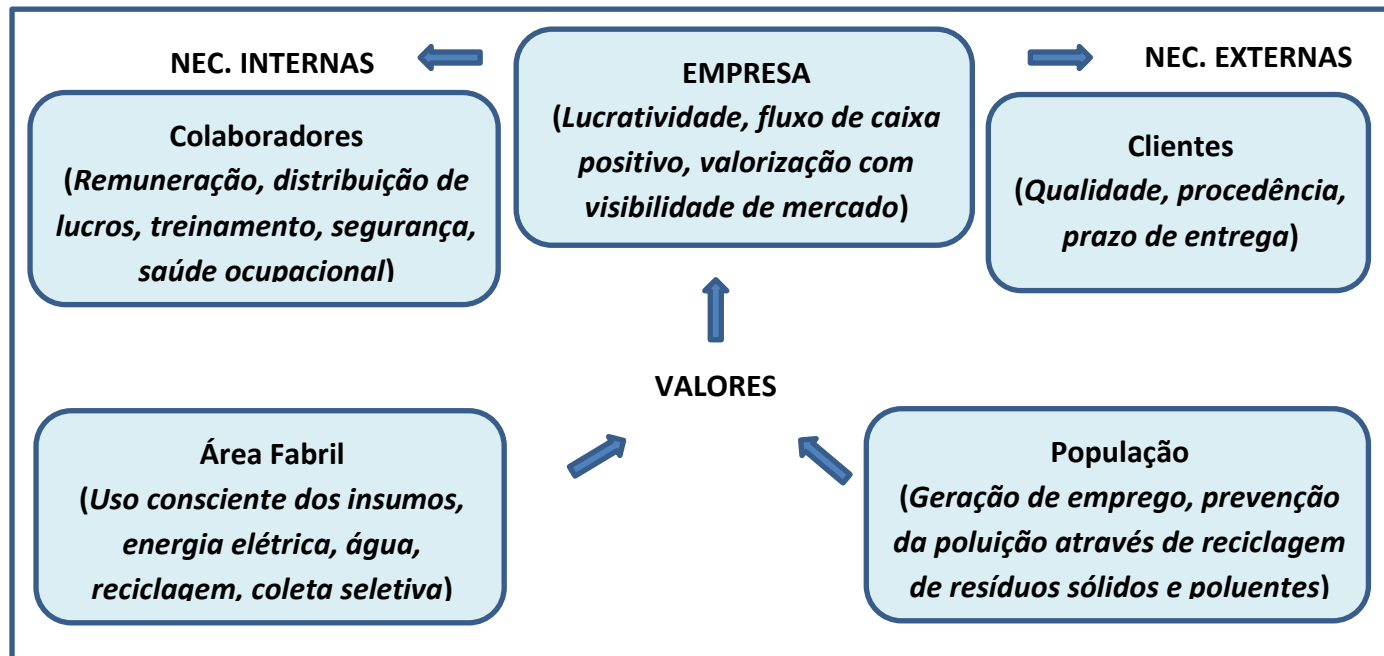 NEC. INTERNAS
EMPRESA
(Lucratividade, fluxo de caixa
positivo, valorização com
visibilidade de mercado)
NEC. EXTERNAS
Colaboradores
(Remuneração, distribuição de
lucros, treinamento, segurança,
saúde ocupacional)
Clientes
(Qualidade, procedência,
prazo de entrega)
VALORES
Área Fabril
(Uso consciente dos insumos,
energia elétrica, água,
reciclagem, coleta seletiva)
População
(Geração de emprego, prevenção
da poluição através de reciclagem
de resíduos sólidos e poluentes)